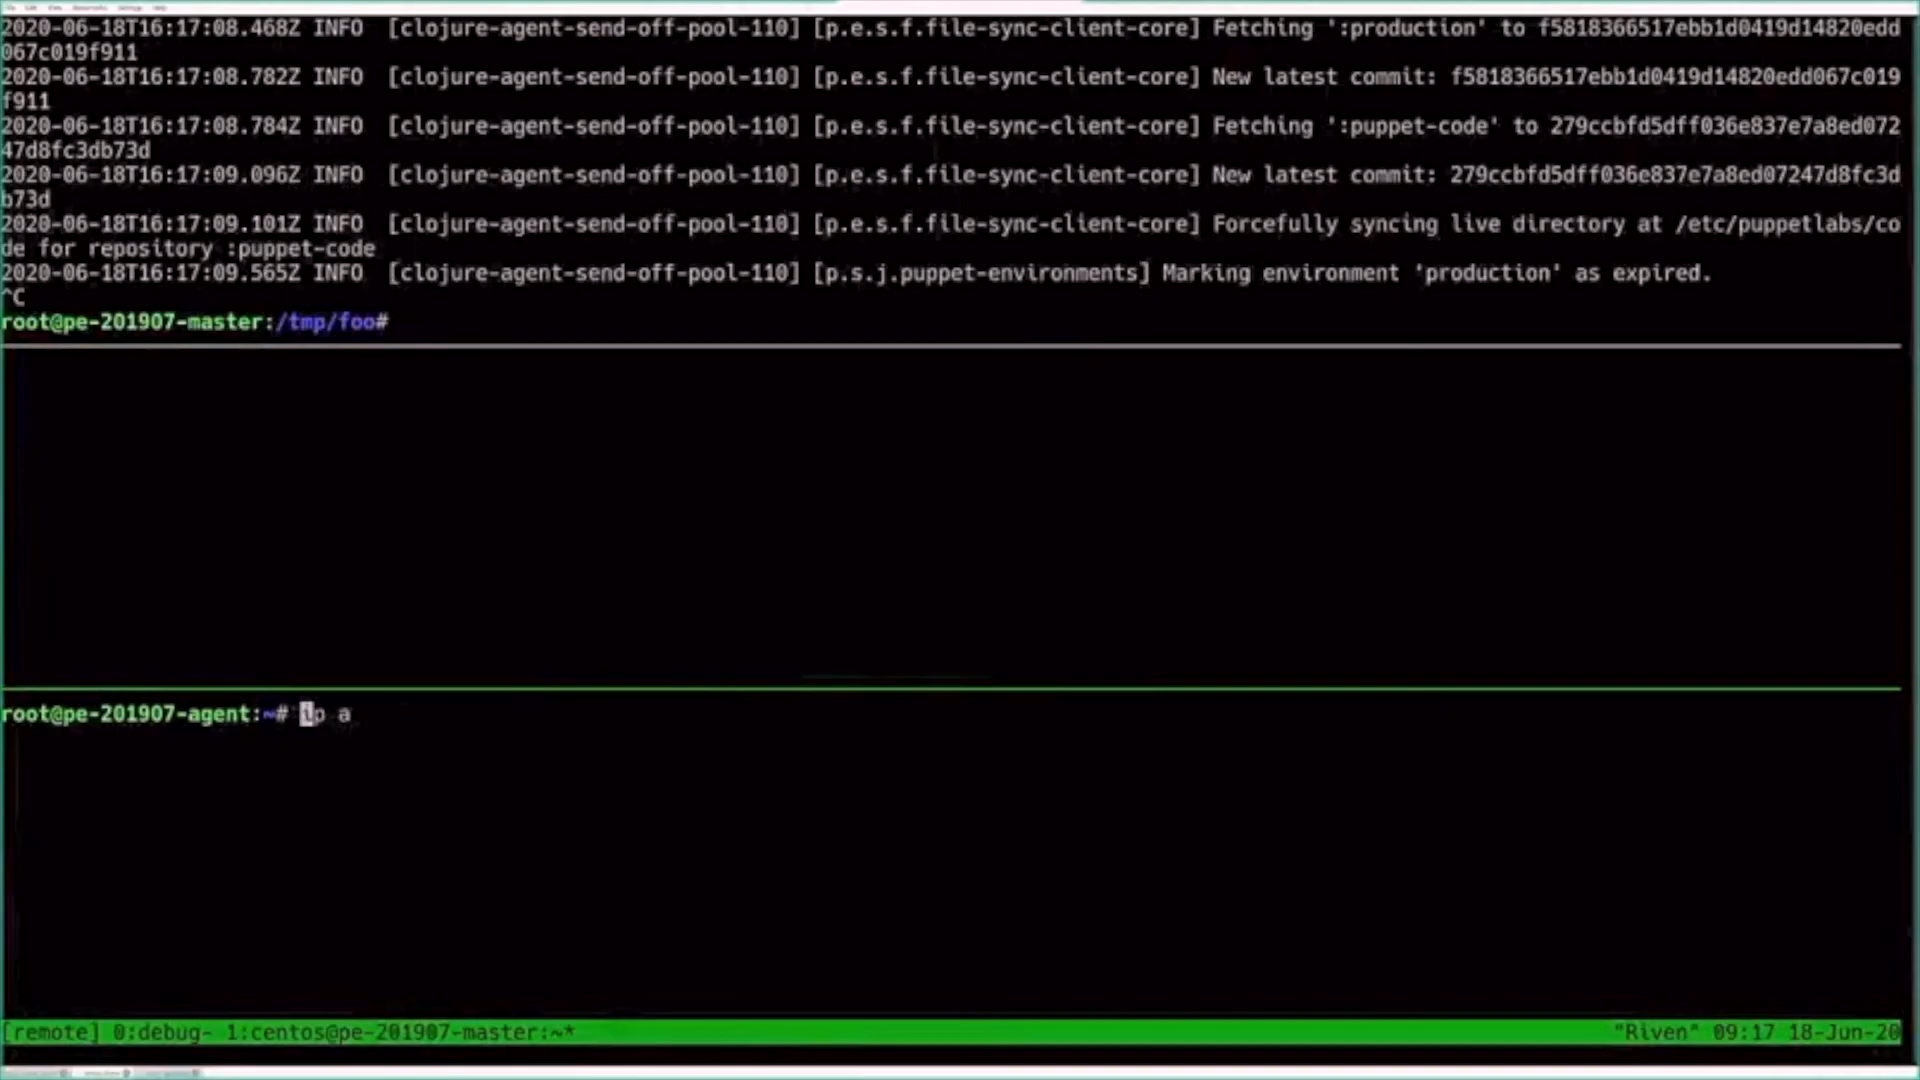 2020-06-18T16:17:08.468Z INFO  [clojure-agent-send-off-pool-110] [p.e.s.f.file-sync-client-core] Fetching ':production' to f5818366517ebb1d0419d14820edd
067c019f911
2020-06-18T16:17:08.782Z INFO  [clojure-agent-send-off-pool-110] [p.e.s.f.file-sync-client-core] New latest commit: f5818366517ebb1d0419d14820edd067c019
f911
2020-06-18T16:17:08.784Z INFO  [clojure-agent-send-off-pool-110] [p.e.s.f.file-sync-client-core] Fetching ':puppet-code' to 279ccbfd5dff036e837e7a8ed072
47d8fc3db73d
2020-06-18T16:17:09.096Z INFO  [clojure-agent-send-off-pool-110] [p.e.s.f.file-sync-client-core] New latest commit: 279ccbfd5dff036e837e7a8ed07247d8fc3d
b73d
2020-06-18T16:17:09.101Z INFO  [clojure-agent-send-off-pool-110] [p.e.s.f.file-sync-client-core] Forcefully syncing live directory at /etc/puppetlabs/co
de for repository :puppet-code
2020-06-18T16:17:09.565Z INFO  [clojure-agent-send-off-pool-110] [p.s.j.puppet-environments] Marking environment 'production' as expired.
^C
root@pe-201907-master:/tmp/foo#
root@pe-201907-agent:~# ip a
[remote] 0:debug- 1:centos@pe-201907-master:~* "Riven" 09:17 18-Jun-20